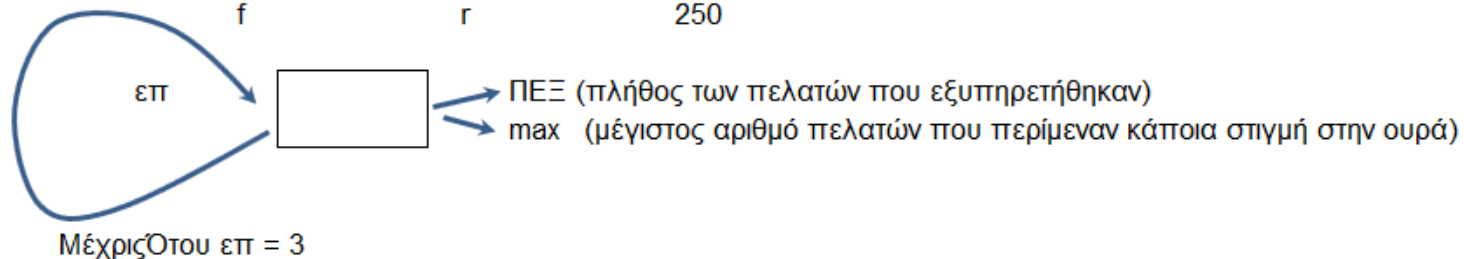 f r 250
επ
ΠΕΞ (πλήθος των πελατών που εξυπηρετήθηκαν)
max (μέγιστος αριθμό πελατών που περίμεναν κάποια στιγμή στην ουρά)
ΜέχριςΌτου επ = 3